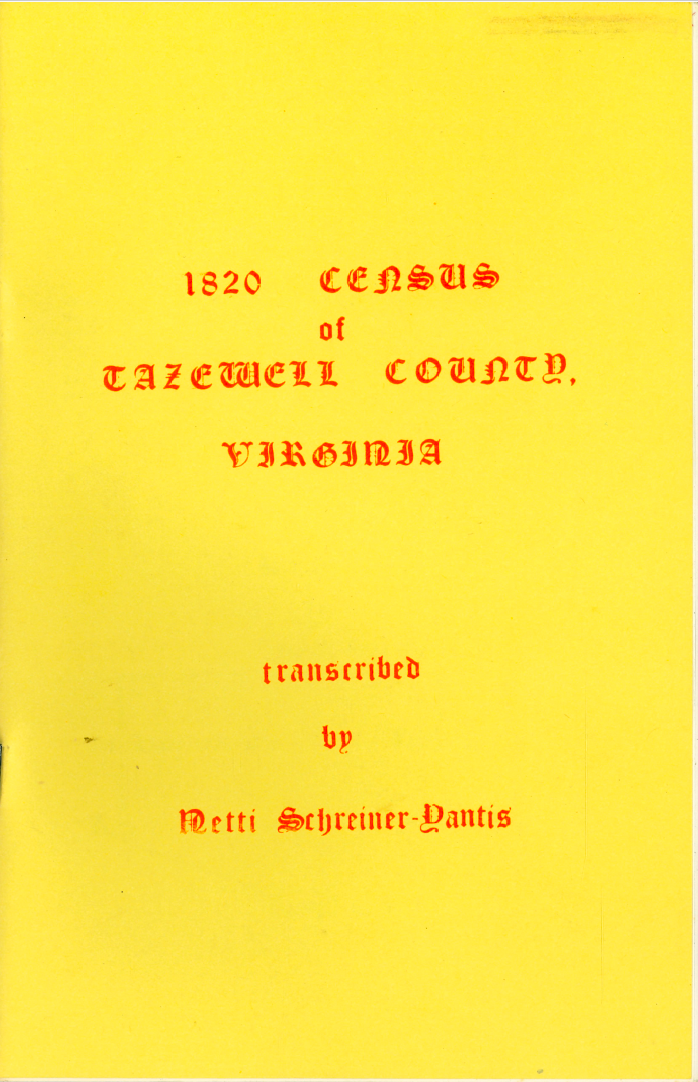 1820 CENSUS
of
TAZEWELL COUNTY,
VIRGINIA
transcribed
by
Netti Schreiner-Yantis